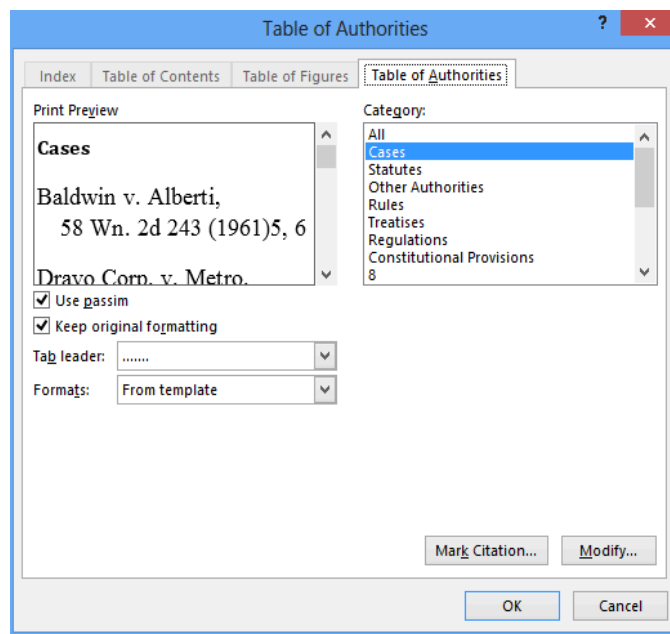 Table of Authorities
?
×
Index
Table of Contents
Table of Figures
Table of Authorities
Print Preview
Cases
Baldwin v. Alberti,
58 Wn. 2d 243 (1961)5, 6
Dravo Corp. v. Metro.
Category:
All
Cases
Statutes
Other Authorities
Rules
Treatises
Regulations
Constitutional Provisions
8
Use passim
Keep original formatting
Tab leader: .......
Formats: From template
Mark Citation...
Modify...
OK
Cancel